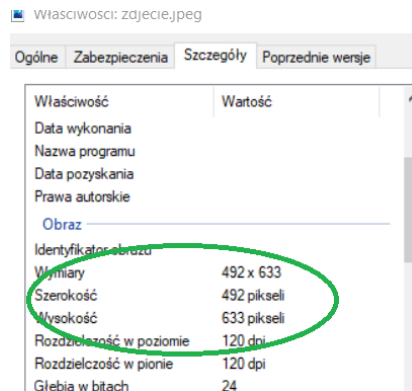 Właściwości: zdjecie.jpeg
Ogólne Zabezpieczenia Szczegóły Poprzednie wersje
Właściwość Wartość
Data wykonania
Nazwa programu
Data pozyskania
Prawa autorskie
Obraz
Identyfikator obrazu
Wymiary 492 x 633
Szerokość 492 pikseli
Wysokość 633 pikseli
Rozdzielczość w poziomie 120 dpi
Rozdzielczość w pionie 120 dpi
Głębia w bitach 24